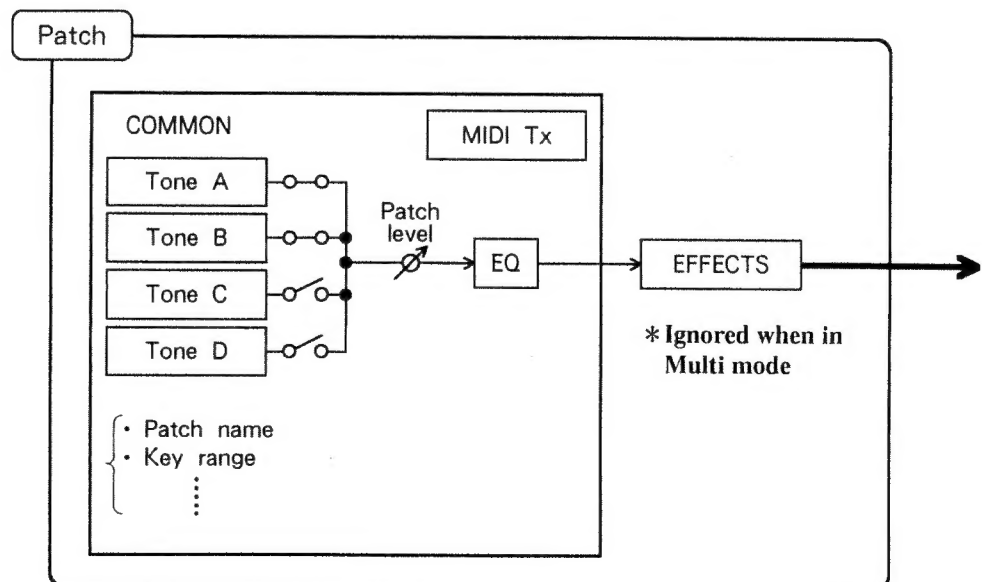 Patch
COMMON
MIDI Tx
Tone A
Tone B
Tone C
Tone D
Patch
level
EQ
EFFECTS
* Ignored when in
Multi mode
・ Patch name
・ Key range